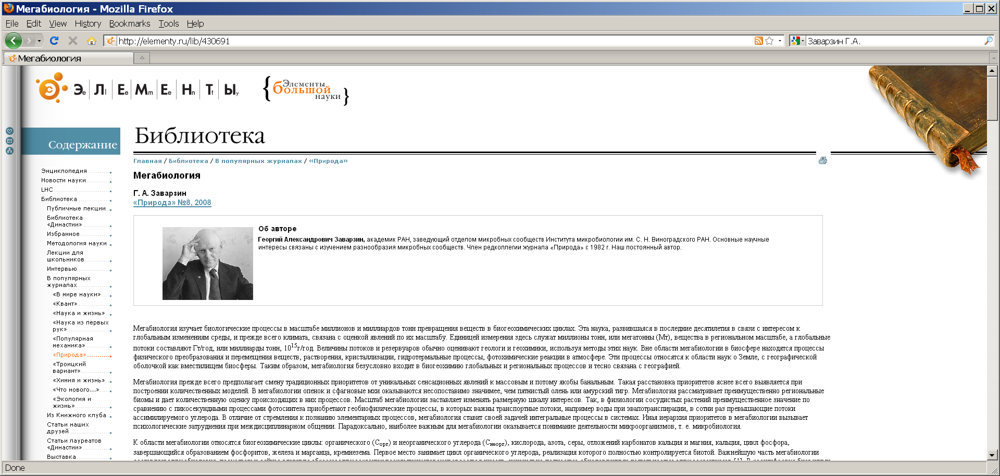 Мегабиология - Mozilla Firefox
File Edit View History Bookmarks Tools Help
http://elementy.ru/lib/430691
Заварзин Г.А.
Мегабиология
Э е Л l Е е М m Е е Н n Т t Ы у
{ Элементы
большой
науки }
Содержание
Библиотека
Главная / Библиотека / В популярных журналах / «Природа»
Энциклопедия
Новости науки
LHC
Библиотека
Публичные лекции
Библиотека
«Династии»
Избранное
Методология науки
Лекции для
школьников
Интервью
В популярных
журналах
«В мире науки»
«Квант»
«Наука и жизнь»
«Наука из первых
рук»
«Популярная
механика»
«Природа»
«Троицкий
вариант»
«Химия и жизнь»
«Что нового...»
«Экология и
жизнь»
Из Книжного клуба
Статьи наших
друзей
Статьи лауреатов
«Династии»
Выставка
Мегабиология
Г. А. Заварзин
«Природа» №8, 2008
Об авторе
Георгий Александрович Заварзин, академик РАН, заведующий отделом микробных сообществ Института микробиологии им. С. Н. Виноградского РАН. Основные научные
интересы связаны с изучением разнообразия микробных сообществ. Член редколлегии журнала «Природа» с 1982 г. Наш постоянный автор.
Мегабиология изучает биологические процессы в масштабе миллионов и миллиардов тонн превращения веществ в биогеохимических циклах. Эта наука, развившаяся в последние десятилетия в связи с интересом к
глобальным изменениям среды, и прежде всего климата, связана с оценкой явлений по их масштабу. Единицей измерения здесь служат миллионы тонн, или мегатонны (Мт), вещества в региональном масштабе, а глобальные
потоки составляют Гт/год, или миллиарды тонн, 10¹⁵г/год. Величины потоков и резервуаров обычно оценивают геологи и геохимики, используя методы этих наук. Вне области мегабиологии в биосфере находятся процессы
физического преобразования и перемещения веществ, растворения, кристаллизации, гидротермальные процессы, фотохимические реакции в атмосфере. Эти процессы относятся к области наук о Земле, с географической
оболочкой как вместилищем биосферы. Таким образом, мегабиология безусловно входит в биогеохимию глобальных и региональных процессов и тесно связана с географией.
Мегабиология прежде всего предполагает смену традиционных приоритетов от уникальных сенсационных явлений к массовым и потому якобы банальным. Такая расстановка приоритетов яснее всего выявляется при
построении количественных моделей. В мегабиологии опенок и сфагновые мхи оказываются несопоставимо значимее, чем пятнистый олень или амурский тигр. Мегабиология рассматривает преимущественно региональные
биомы и дает количественную оценку происходящих в них процессов. Масштаб мегабиологии заставляет изменять размерную шкалу интересов. Так, в физиологии сосудистых растений преимущественное значение по
сравнению с пикосекундными процессами фотосинтеза приобретают геобиофизические процессы, в которых важны транспортные потоки, например воды при эвапотранспирации, в сотни раз превышающие потоки
ассимилируемого углерода. В отличие от стремления к познанию элементарных процессов, мегабиология ставит своей задачей интегральные процессы в системах. Иная иерархия приоритетов в мегабиологии вызывает
психологические затруднения при междисциплинарном общении. Парадоксально, наиболее важным для мегабиологии оказывается понимание деятельности микроорганизмов, т. е. микробиология.
К области мегабиологии относятся биогеохимические циклы: органического (Cорг) и неорганического углерода (Cнеорг), кислорода, азота, серы, отложений карбонатов кальция и магния, кальция, цикл фосфора,
завершающийся образованием фосфоритов, железа и марганца, кремнезема. Первое место занимает цикл органического углерода, реализация которого полностью контролируется биотой. Важнейшую часть мегабиологии
Done